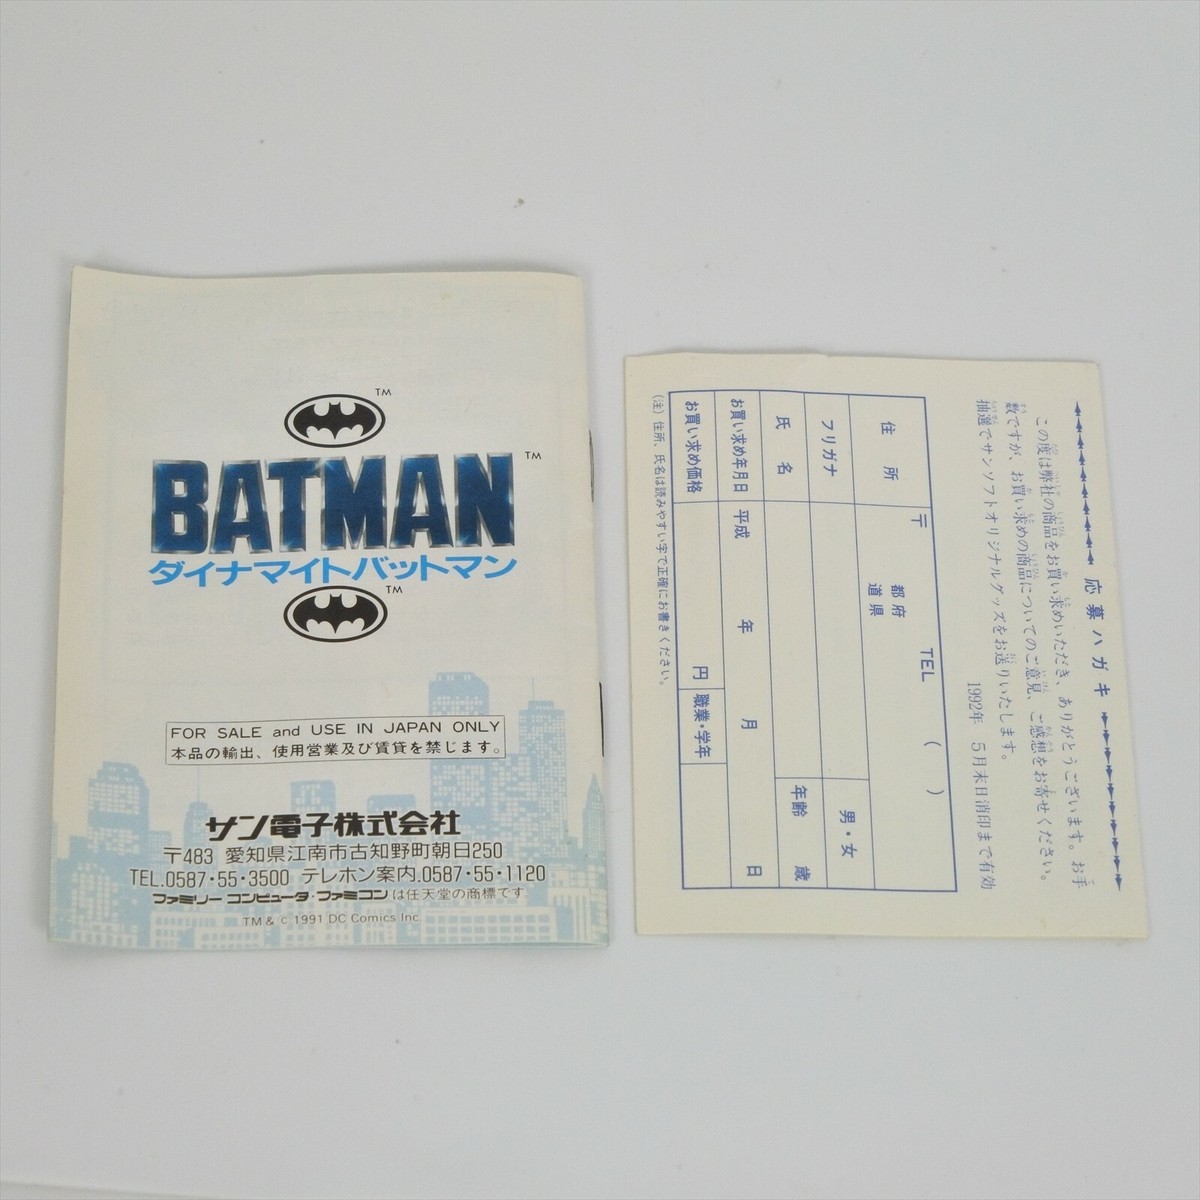 TM
BATMAN TM
ダイナマイトバットマン
TM
FOR SALE and USE IN JAPAN ONLY
本品の輸出、使用営業及び賃貸を禁じます。
サン電子株式会社
〒483 愛知県江南市古知野町朝日250
TEL.0587・55・3500 テレホン案内.0587・55・1120
ファミリー コンピュータ・ファミコンは任天堂の商標です
TM & © 1991 DC Comics Inc
応募ハガキ
この度は弊社の商品をお買い求めいただき、ありがとうございます。お手
数ですが、お買い求めの商品についてのご意見、ご感想をお寄せください。
抽選でサンソフトオリジナルグッズをお送りいたします。
1992年 5月末日消印まで有効
住所 〒 都道府県 TEL ( )
フリガナ 男・女
氏名 年齢 歳
お買い求め年月日 平成 年 月 日
お買い求め価格 円 職業・学年
(注) 住所、氏名は読みやすい字で正確にお書きください。